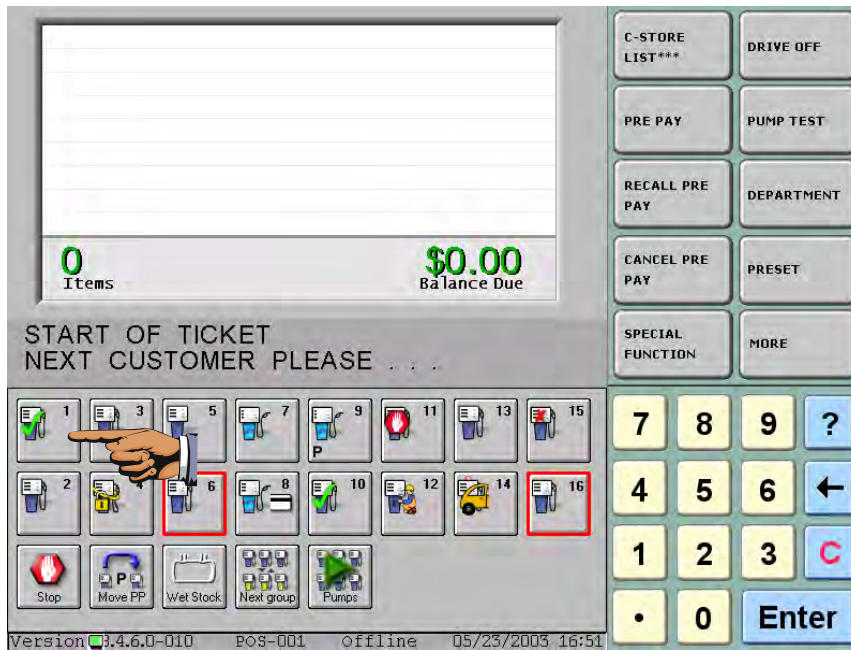 0
Items
$0.00
Balance Due
START OF TICKET
NEXT CUSTOMER PLEASE . . .
C-STORE
LIST***
DRIVE OFF
PRE PAY
PUMP TEST
RECALL PRE
PAY
DEPARTMENT
CANCEL PRE
PAY
PRESET
SPECIAL
FUNCTION
MORE
1 3 5 7 9 11 13 15
P
2 6 8 10 12 14 16
Stop
P
Move PP
Wet Stock
Next group
Pumps
7 8 9 ?
4 5 6 ←
1 2 3 C
. 0 Enter
Version .4.6.0-010 POS-001 Offline 05/23/2003 16:51